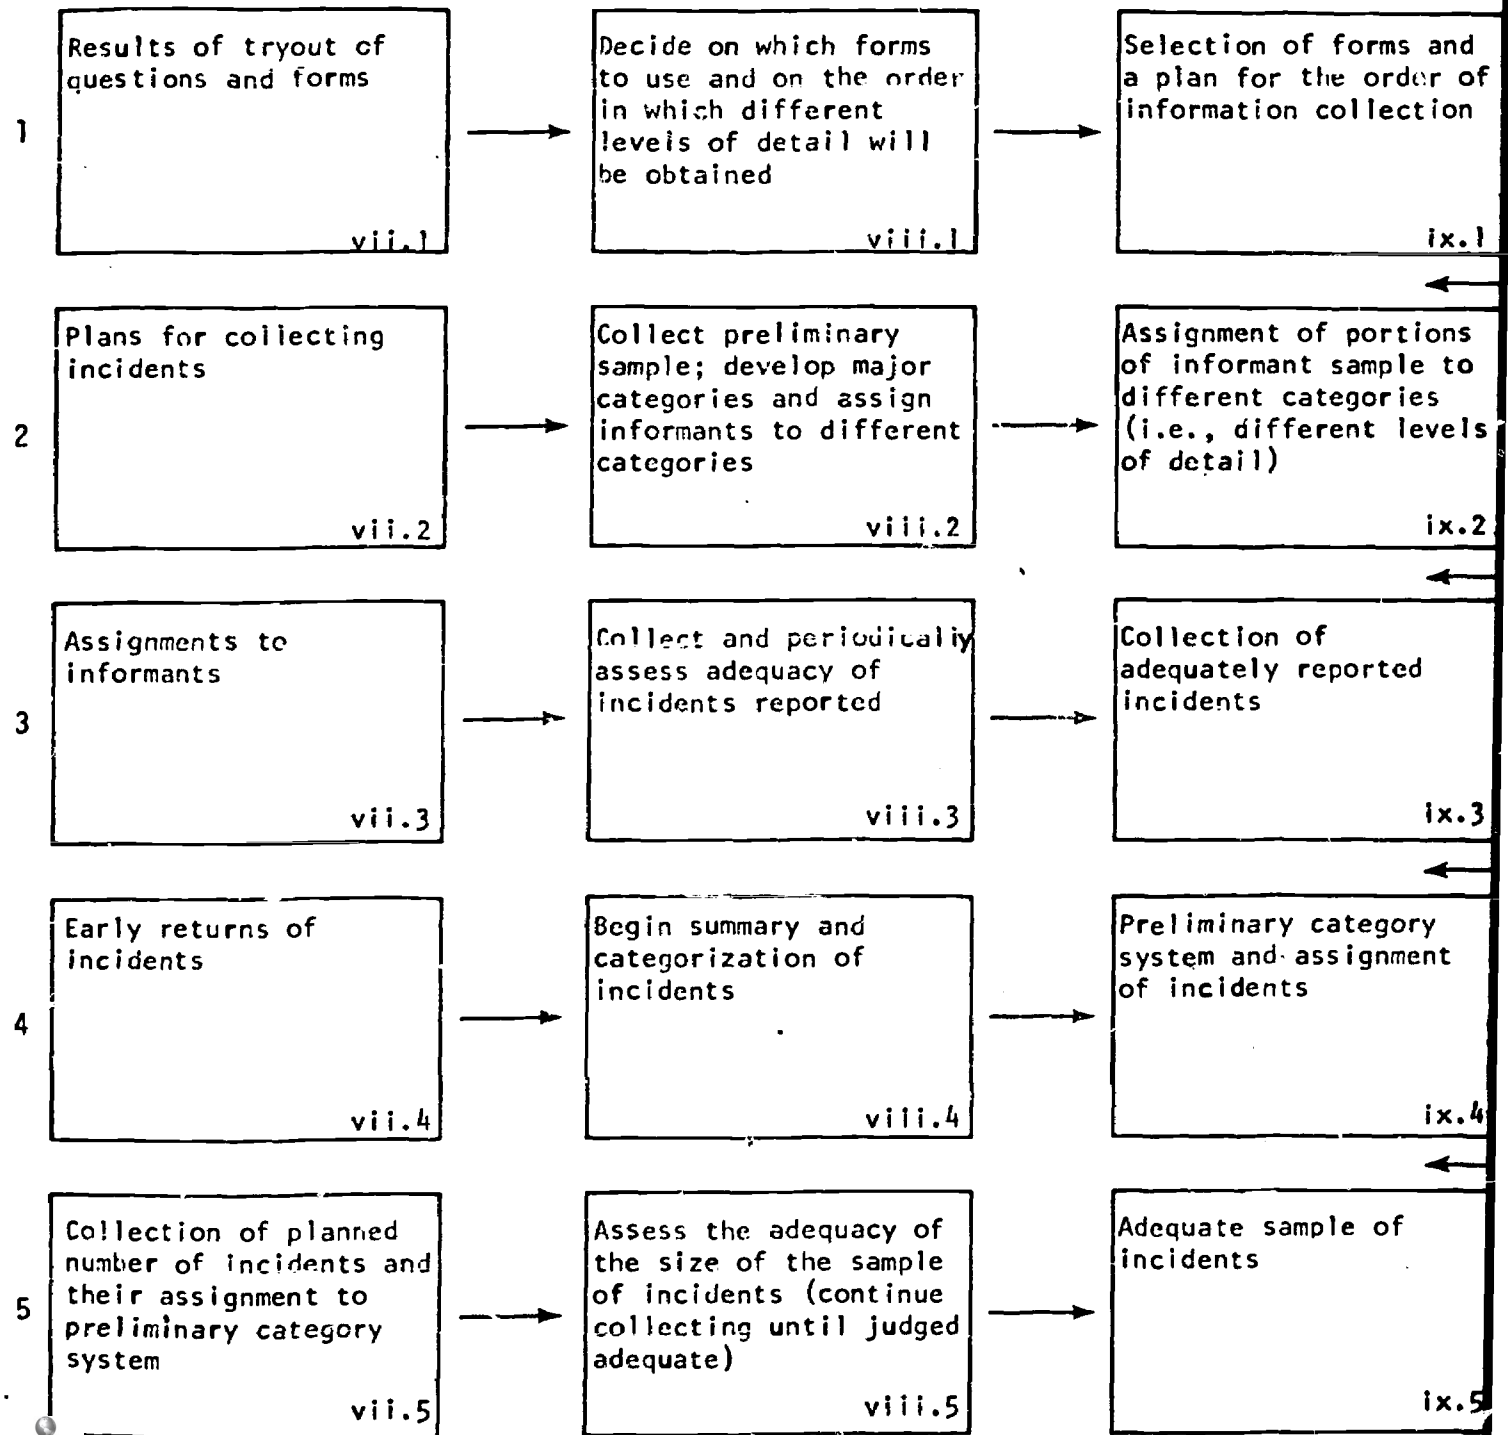 1
Results of tryout of
questions and forms
vii.1
Decide on which forms
to use and on the order
in which different
levels of detail will
be obtained
viii.1
Selection of forms and
a plan for the order of
information collection
ix.1
2
Plans for collecting
incidents
vii.2
Collect preliminary
sample; develop major
categories and assign
informants to different
categories
viii.2
Assignment of portions
of informant sample to
different categories
(i.e., different levels
of detail)
ix.2
3
Assignments to
informants
vii.3
Collect and periodically
assess adequacy of
incidents reported
viii.3
Collection of
adequately reported
incidents
ix.3
4
Early returns of
incidents
vii.4
Begin summary and
categorization of
incidents
viii.4
Preliminary category
system and assignment
of incidents
ix.4
5
Collection of planned
number of incidents and
their assignment to
preliminary category
system
vii.5
Assess the adequacy of
the size of the sample
of incidents (continue
collecting until judged
adequate)
viii.5
Adequate sample of
incidents
ix.5